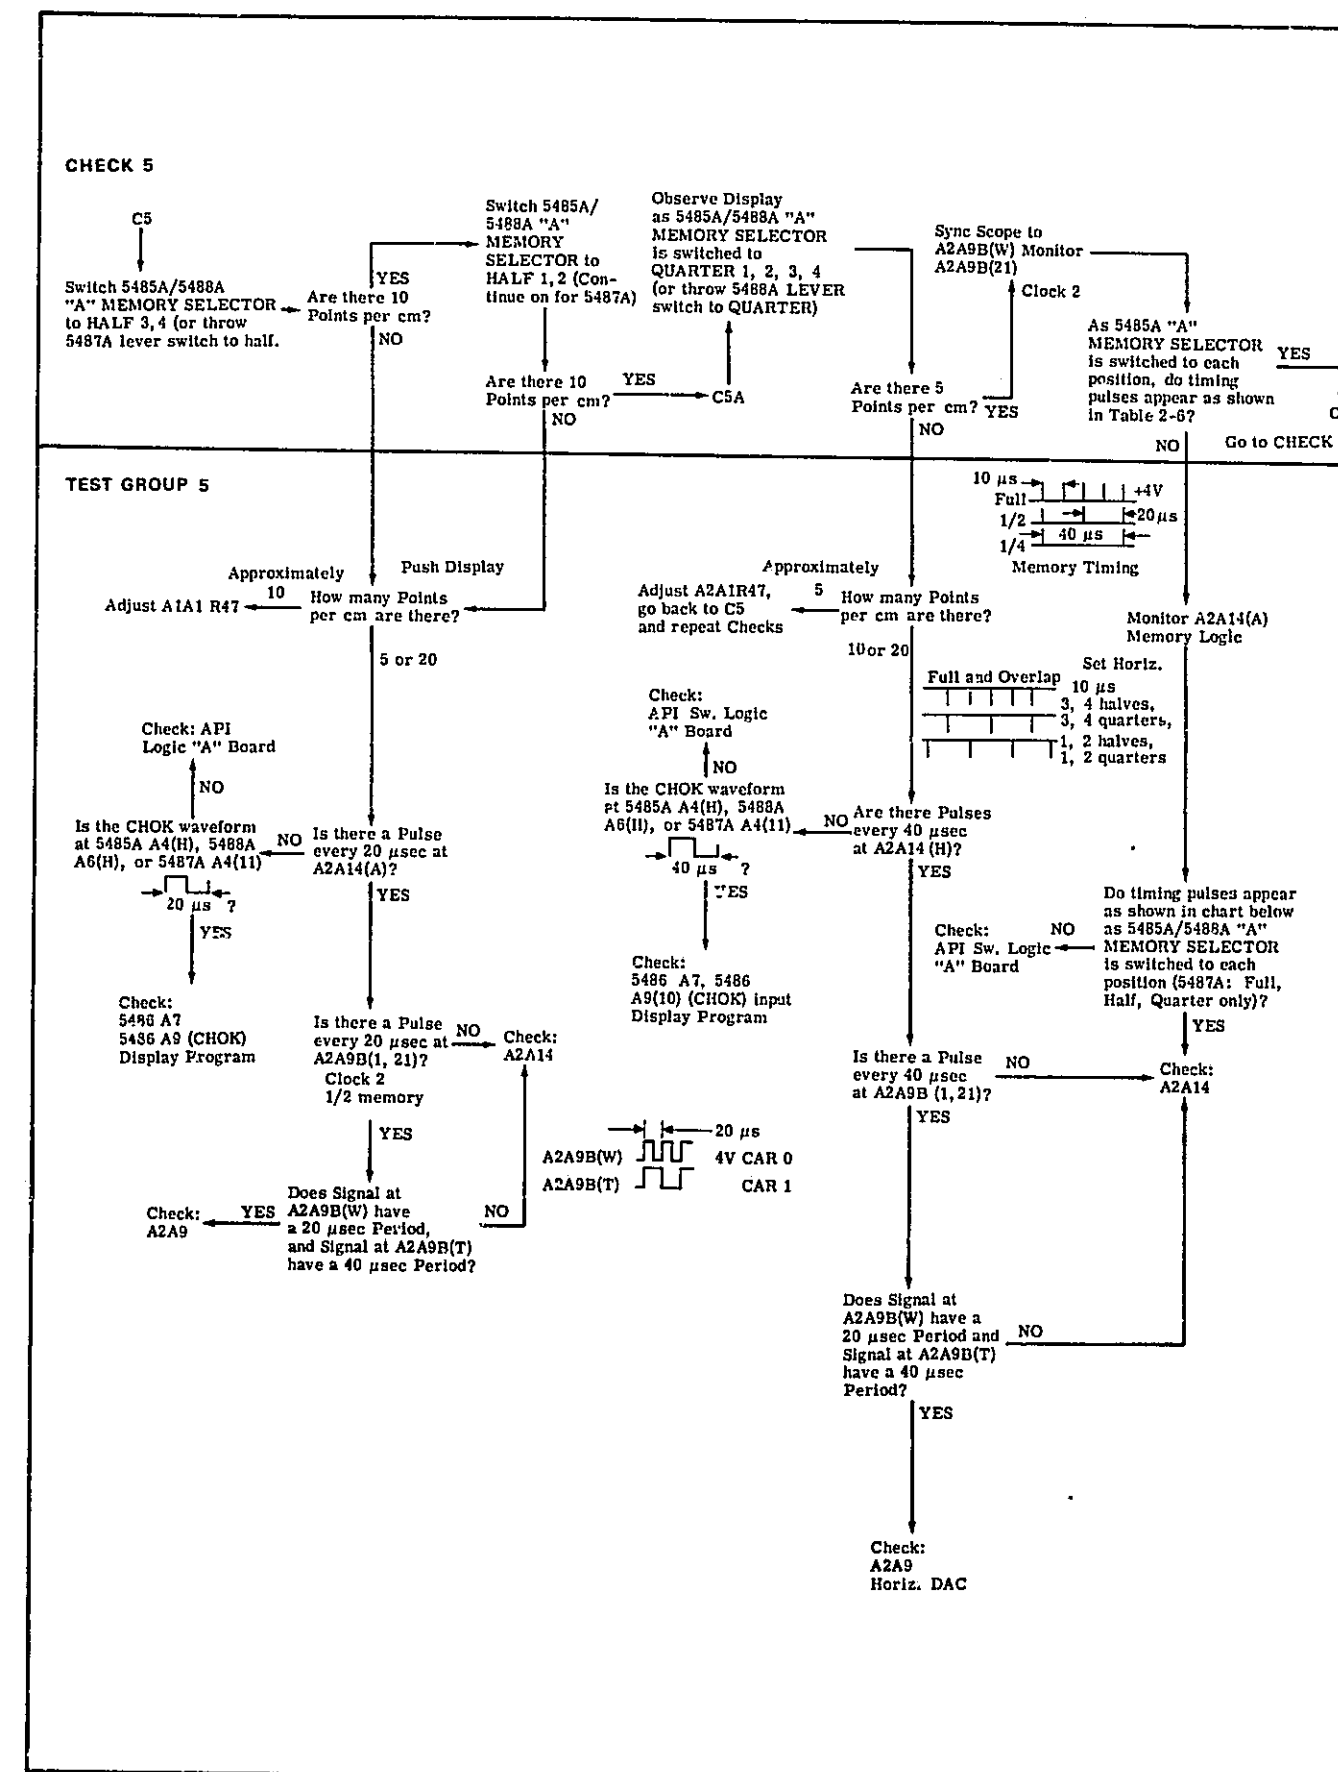 CHECK 5
C5
Switch 5485A/5488A
"A" MEMORY SELECTOR
to HALF 3, 4 (or throw
5487A lever switch to half.
YES
Are there 10
Points per cm?
NO
Switch 5485A/
5488A "A"
MEMORY
SELECTOR to
HALF 1, 2 (Con-
tinue on for 5487A)
Are there 10
Points per cm?
YES
NO
C5A
Observe Display
as 5485A/5488A "A"
MEMORY SELECTOR
is switched to
QUARTER 1, 2, 3, 4
(or throw 5488A LEVER
switch to QUARTER)
Are there 5
Points per cm?
YES
NO
Sync Scope to
A2A9B(W) Monitor
A2A9B(21)
Clock 2
As 5485A "A"
MEMORY SELECTOR
is switched to each
position, do timing
pulses appear as shown
in Table 2-6?
YES
NO
Go to CHECK
TEST GROUP 5
10 μs
Full
+4V
1/2
20 μs
1/4
40 μs
Memory Timing
Approximately
10
Push Display
Adjust A1A1 R47
How many Points
per cm are there?
5 or 20
Approximately
5
Adjust A2A1R47,
go back to C5
and repeat Checks
How many Points
per cm are there?
10 or 20
Monitor A2A14(A)
Memory Logic
Set Horiz.
Full and Overlap
10 μs
3, 4 halves,
3, 4 quarters,
1, 2 halves,
1, 2 quarters
Check: API
Logic "A" Board
NO
Is the CHOK waveform
at 5485A A4(H), 5488A
A6(H), or 5487A A4(11)
20 μs ?
YES
Check:
5486 A7
5486 A9 (CHOK)
Display Program
NO
Is there a Pulse
every 20 μsec at
A2A14(A)?
YES
Is there a Pulse
every 20 μsec at
A2A9B(1, 21)?
Clock 2
1/2 memory
NO
Check:
A2A14
YES
Does Signal at
A2A9B(W) have
a 20 μsec Period,
and Signal at A2A9B(T)
have a 40 μsec Period?
YES
Check:
A2A9
NO
Check:
API Sw. Logic
"A" Board
NO
Is the CHOK waveform
at 5485A A4(H), 5488A
A6(H), or 5487A A4(11)
40 μs ?
YES
Check:
5486 A7, 5486
A9(10) (CHOK) input
Display Program
20 μs
A2A9B(W) 4V CAR 0
A2A9B(T) CAR 1
NO
Are there Pulses
every 40 μsec
at A2A14 (H)?
YES
Is there a Pulse
every 40 μsec
at A2A9B (1, 21)?
NO
YES
Does Signal at
A2A9B(W) have a
20 μsec Period and
Signal at A2A9B(T)
have a 40 μsec
Period?
NO
YES
Check:
A2A9
Horiz. DAC
Do timing pulses appear
as shown in chart below
as 5485A/5488A "A"
MEMORY SELECTOR
is switched to each
position (5487A: Full,
Half, Quarter only)?
NO
Check:
API Sw. Logic
"A" Board
YES
Check:
A2A14